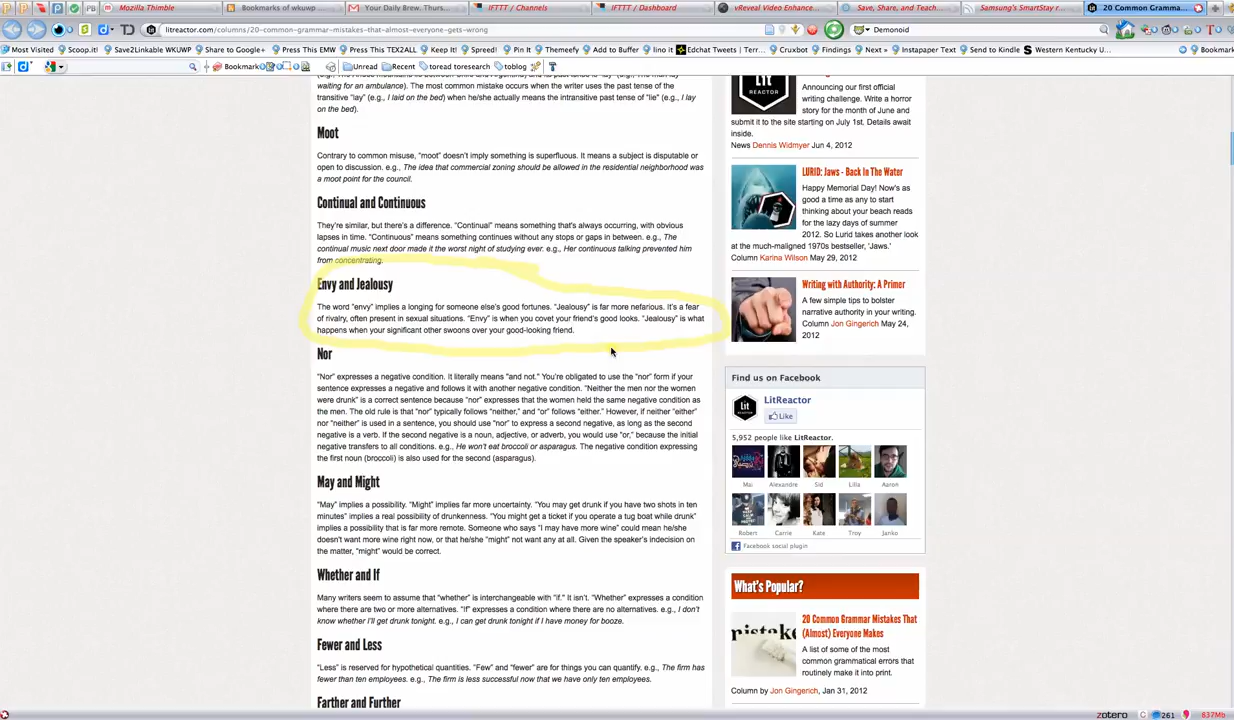 Mozilla Thimble
Bookmarks of wkuwp
Your Daily Brew. Thurs...
IFTTT / Channels
IFTTT / Dashboard
vReveal Video Enhance...
Save, Share, and Teach...
Samsung's SmartStay r...
20 Common Gramma...
litreactor.com/columns/20-common-grammar-mistakes-that-almost-everyone-gets-wrong
Demonoid
Most Visited Scoop.it! Save2Linkable WKUWP Share to Google+ Press This EMW Press This TEX2ALL Keep It Spreed! Pin It Themeefy Add to Buffer lino it Edchat Tweets | Ter... Cruxbot Findings Next » Instapaper Text Send to Kindle Western Kentucky U... Bookmark
Bookmark Unread Recent toread toresearch toblog
waiting for an ambulance). The most common mistake occurs when the writer uses the past tense of the
transitive "lay" (e.g., I laid on the bed) when he/she actually means the intransitive past tense of "lie" (e.g., I lay
on the bed).
Moot
Contrary to common misuse, "moot" doesn't imply something is superfluous. It means a subject is disputable or
open to discussion. e.g., The idea that commercial zoning should be allowed in the residential neighborhood was
a moot point for the council.
Continual and Continuous
They're similar, but there's a difference. "Continual" means something that's always occurring, with obvious
lapses in time. "Continuous" means something continues without any stops or gaps in between. e.g., The
continual music next door made it the worst night of studying ever. e.g., Her continuous talking prevented him
from concentrating.
Envy and Jealousy
The word "envy" implies a longing for someone else's good fortunes. "Jealousy" is far more nefarious. It's a fear
of rivalry, often present in sexual situations. "Envy" is when you covet your friend's good looks. "Jealousy" is what
happens when your significant other swoons over your good-looking friend.
Nor
"Nor" expresses a negative condition. It literally means "and not." You're obligated to use the "nor" form if your
sentence expresses a negative and follows it with another negative condition. "Neither the men nor the women
were drunk" is a correct sentence because "nor" expresses that the women held the same negative condition as
the men. The old rule is that "nor" typically follows "neither," and "or" follows "either." However, if neither "either"
nor "neither" is used in a sentence, you should use "nor" to express a second negative, as long as the second
negative is a verb. If the second negative is a noun, adjective, or adverb, you would use "or," because the initial
negative transfers to all conditions. e.g., He won't eat broccoli or asparagus. The negative condition expressing
the first noun (broccoli) is also used for the second (asparagus).
May and Might
"May" implies a possibility. "Might" implies far more uncertainty. "You may get drunk if you have two shots in ten
minutes" implies a real possibility of drunkenness. "You might get a ticket if you operate a tug boat while drunk"
implies a possibility that is far more remote. Someone who says "I may have more wine" could mean he/she
doesn't want more wine right now, or that he/she "might" not want any at all. Given the speaker's indecision on
the matter, "might" would be correct.
Whether and If
Many writers seem to assume that "whether" is interchangeable with "if." It isn't. "Whether" expresses a condition
where there are two or more alternatives. "If" expresses a condition where there are no alternatives. e.g., I don't
know whether I'll get drunk tonight. e.g., I can get drunk tonight if I have money for booze.
Fewer and Less
"Less" is reserved for hypothetical quantities. "Few" and "fewer" are for things you can quantify. e.g., The firm has
fewer than ten employees. e.g., The firm is less successful now that we have only ten employees.
Farther and Further
Lit
REACTOR
Announcing our first official
writing challenge. Write a horror
story for the month of June and
submit it to the site starting on July 1st. Details await
inside.
News Dennis Widmyer Jun 4, 2012
LURID: Jaws - Back In The Water
Happy Memorial Day! Now's as
good a time as any to start
thinking about your beach reads
for the lazy days of summer
2012. So Lurid takes another look
at the much-maligned 1970s bestseller, 'Jaws.'
Column Karina Wilson May 29, 2012
Writing with Authority: A Primer
A few simple tips to bolster
narrative authority in your writing.
Column Jon Gingerich May 24,
2012
Find us on Facebook
LitReactor
Like
5,952 people like LitReactor.
Mai Alexandre Sid Lilla Aaron
Robert Carrie Kate Troy Janko
Facebook social plugin
What's Popular?
20 Common Grammar Mistakes That
(Almost) Everyone Makes
A list of some of the most
common grammatical errors that
routinely make it into print.
Column by Jon Gingerich, Jan 31, 2012
zotero
261
837Mb